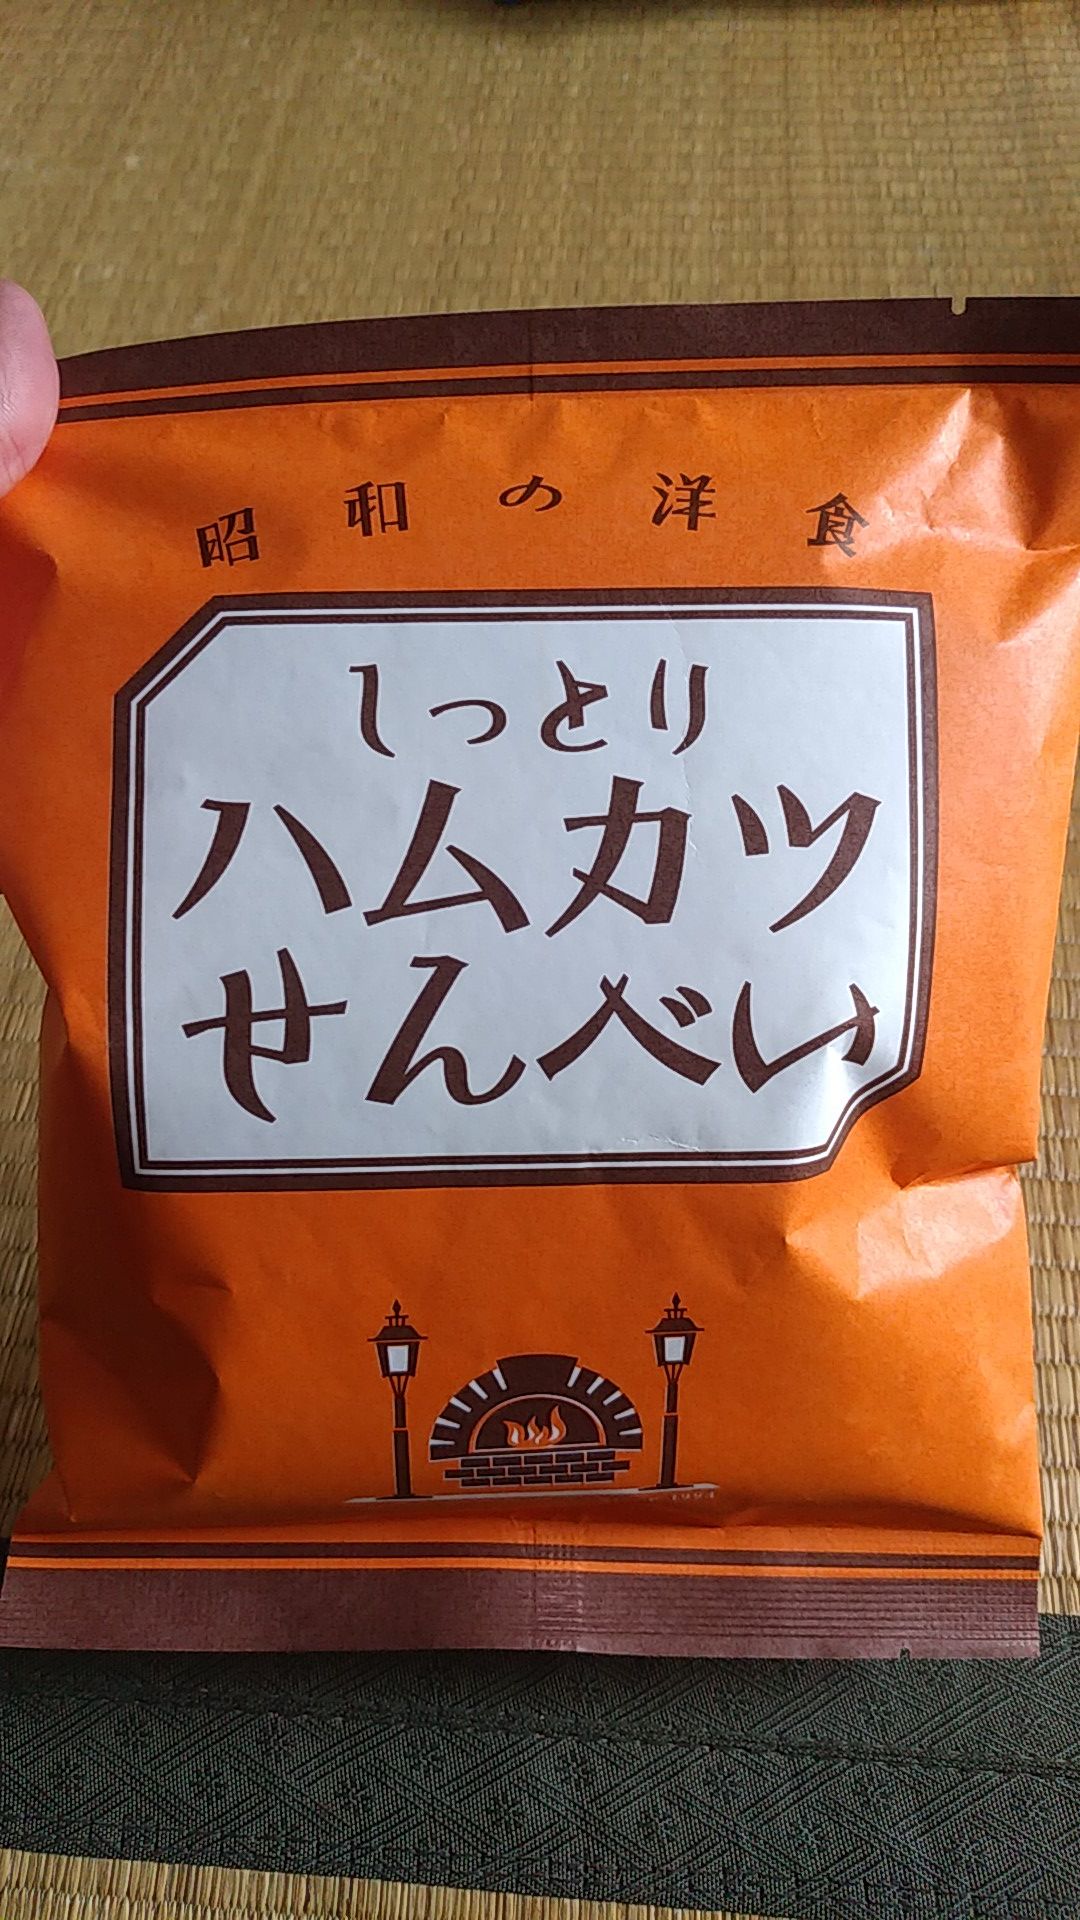 昭和の洋食
しっとり
ハムカツ
せんべい